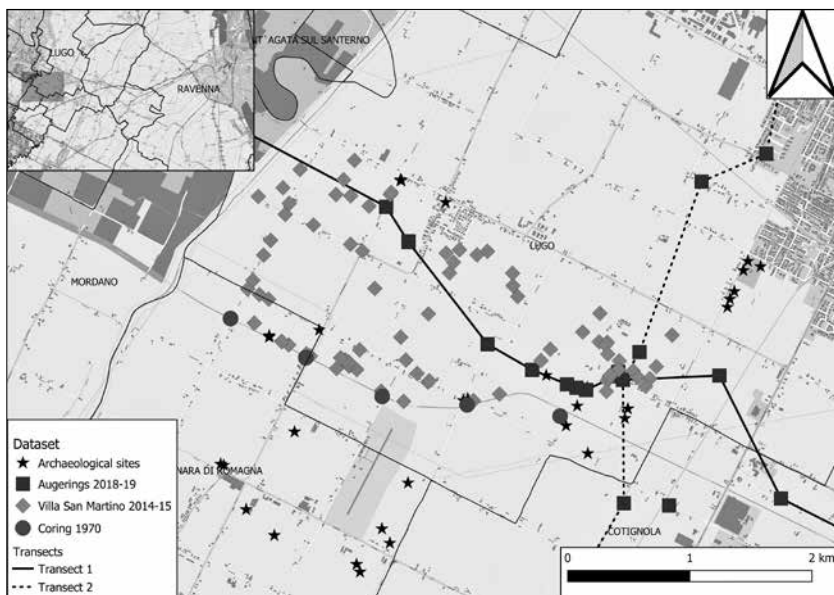 LUGO
RAVENNA
T`AGATA SUL SANTERNO
MORDANO
LUGO
NARA DI ROMAGNA
COTIGNOLA
Dataset
Archaeological sites
Augerings 2018-19
Villa San Martino 2014-15
Coring 1970
Transects
Transect 1
Transect 2
0 1 2 km